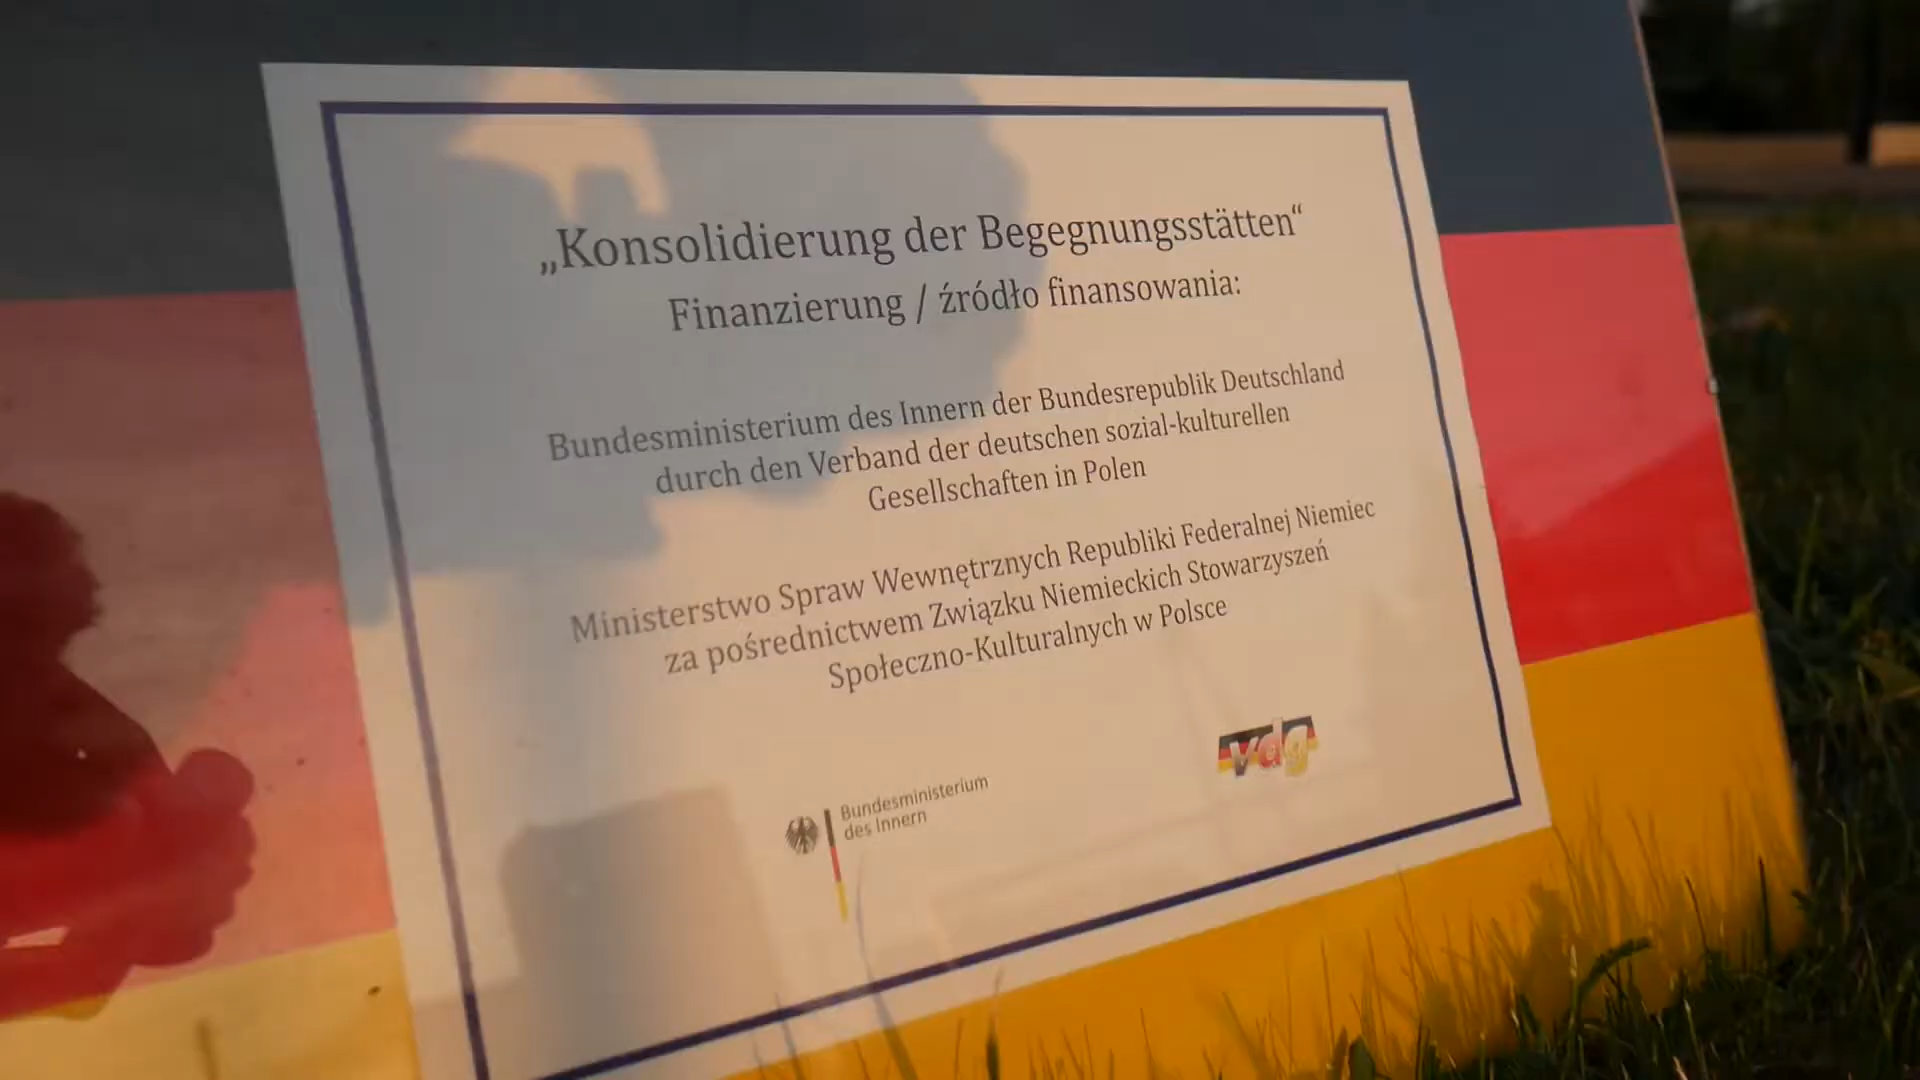 „Konsolidierung der Begegnungsstätten“
Finanzierung / źródło finansowania:
Bundesministerium des Innern der Bundesrepublik Deutschland
durch den Verband der deutschen sozial-kulturellen
Gesellschaften in Polen
Ministerstwo Spraw Wewnętrznych Republiki Federalnej Niemiec
za pośrednictwem Związku Niemieckich Stowarzyszeń
Społeczno-Kulturalnych w Polsce
Bundesministerium
des Innern
vdg